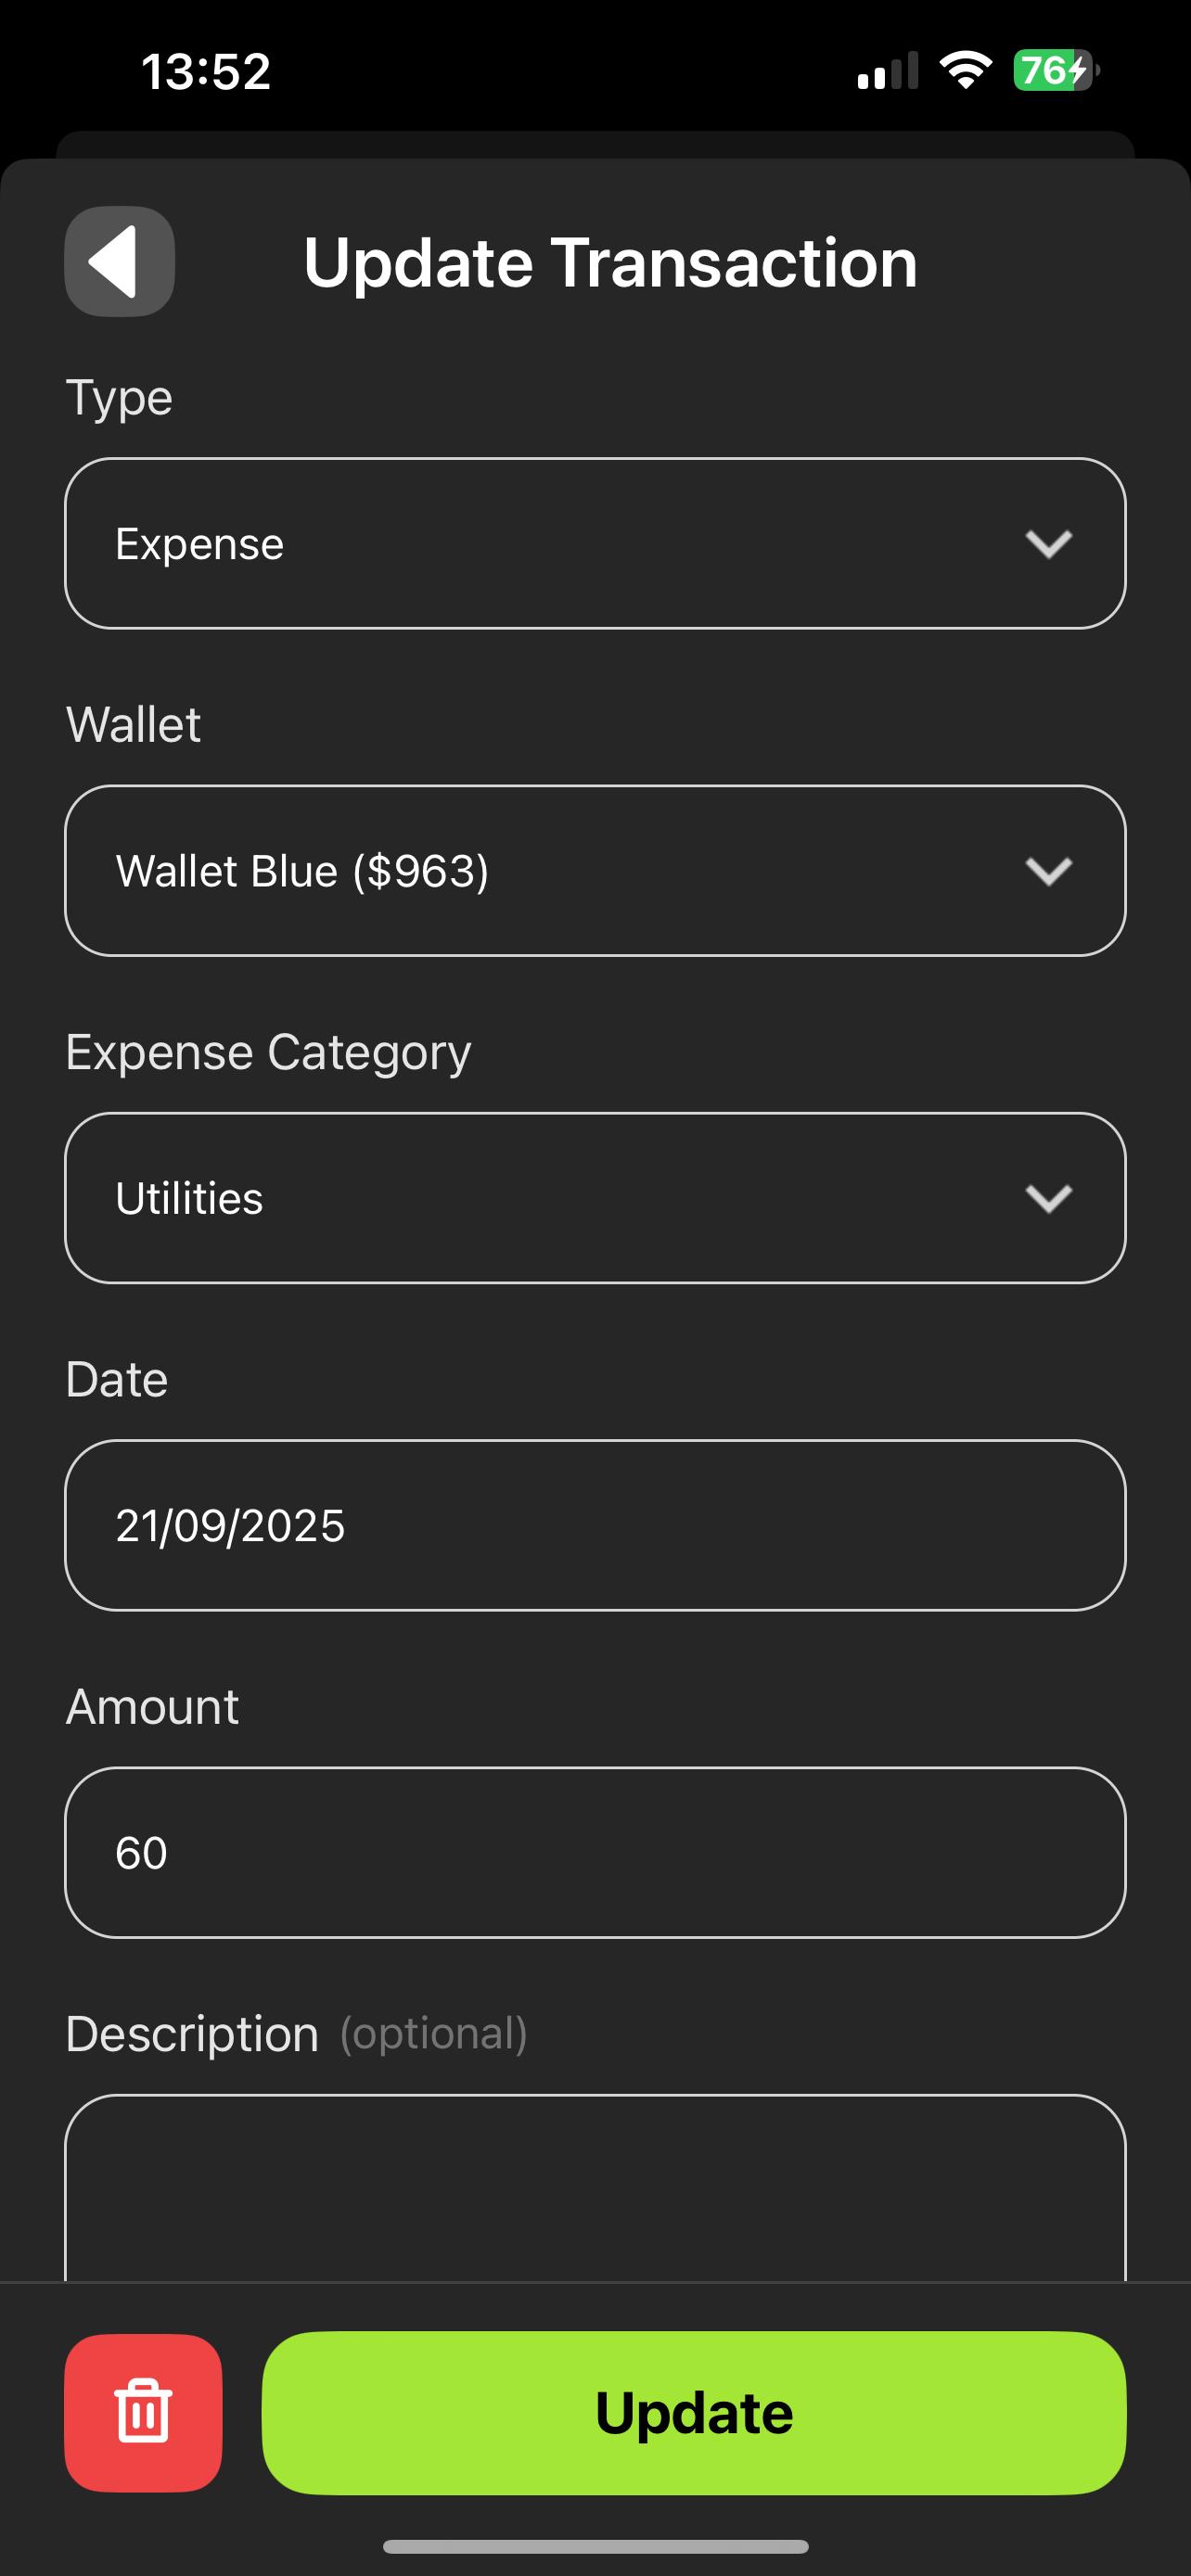 13:52
76
Update Transaction
Type
Expense
Wallet
Wallet Blue ($963)
Expense Category
Utilities
Date
21/09/2025
Amount
60
Description (optional)
Update